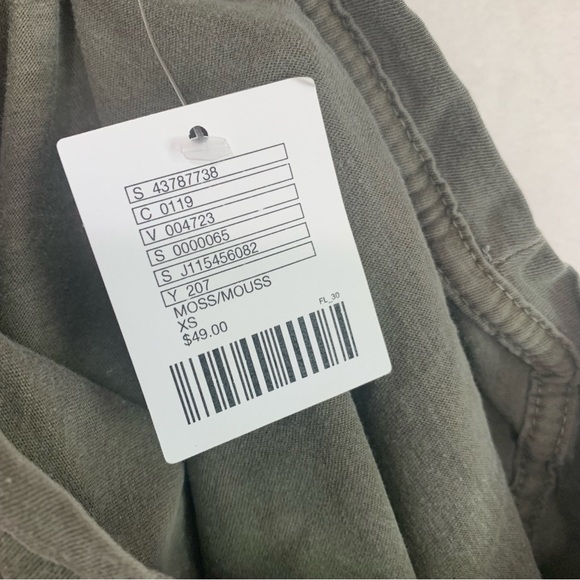 S 43787738
C 0119
V 004723
S 0000065
S J115456082
Y 207
MOSS/MOUSS
XS
$49.00
FL_30